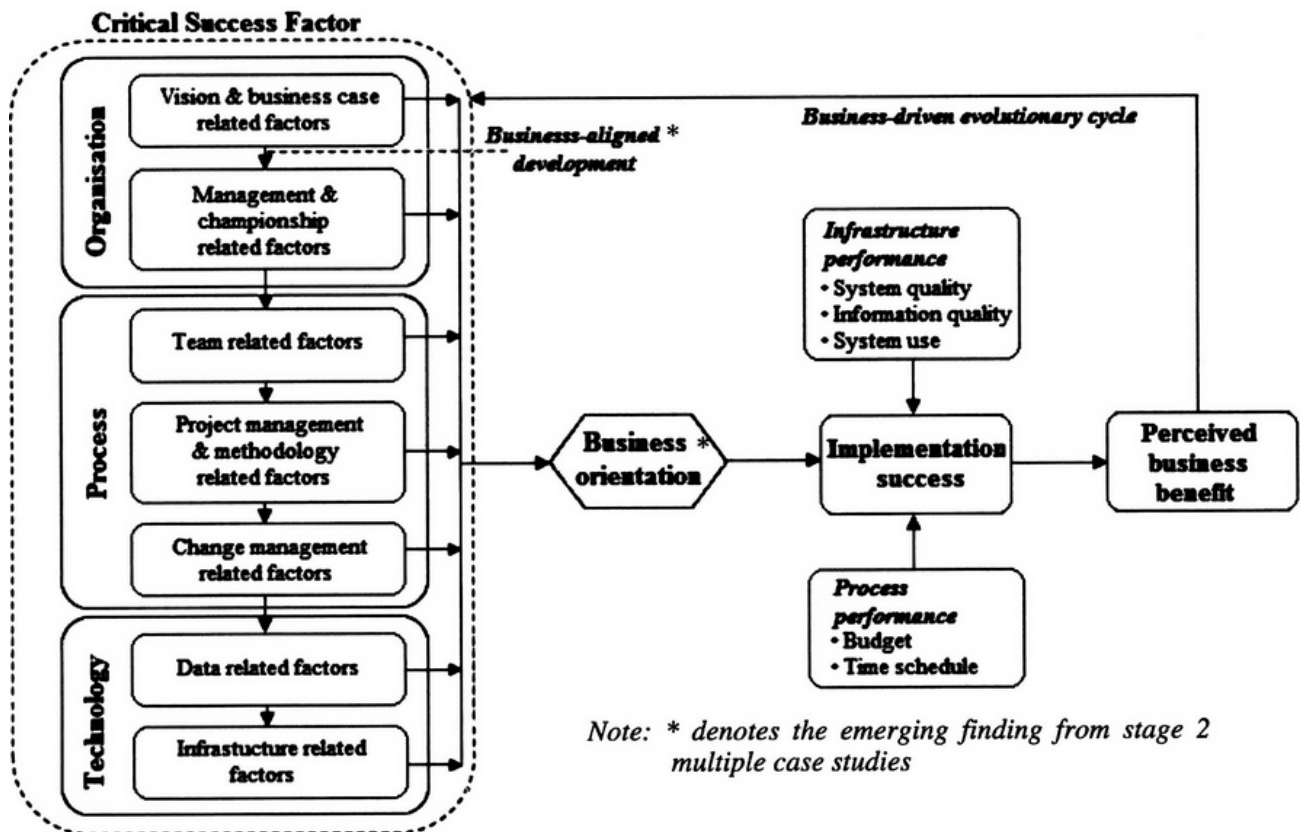 Critical Success Factor
Organisation
Vision & business case
related factors
Management &
championship
related factors
Process
Team related factors
Project management
& methodology
related factors
Change management
related factors
Technology
Data related factors
Infrastucture related
factors
Businesss-aligned *
development
Business-driven evolutionary cycle
Business *
orientation
Infrastructure
performance
• System quality
• Information quality
• System use
Implementation
success
Process
performance
• Budget
• Time schedule
Perceived
business
benefit
Note: * denotes the emerging finding from stage 2
multiple case studies